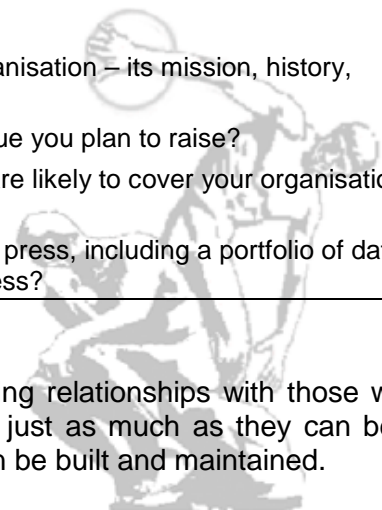 anisation – its mission, history,
ue you plan to raise?
re likely to cover your organisatio
press, including a portfolio of da
ess?
ng relationships with those w
just as much as they can be
n be built and maintained.